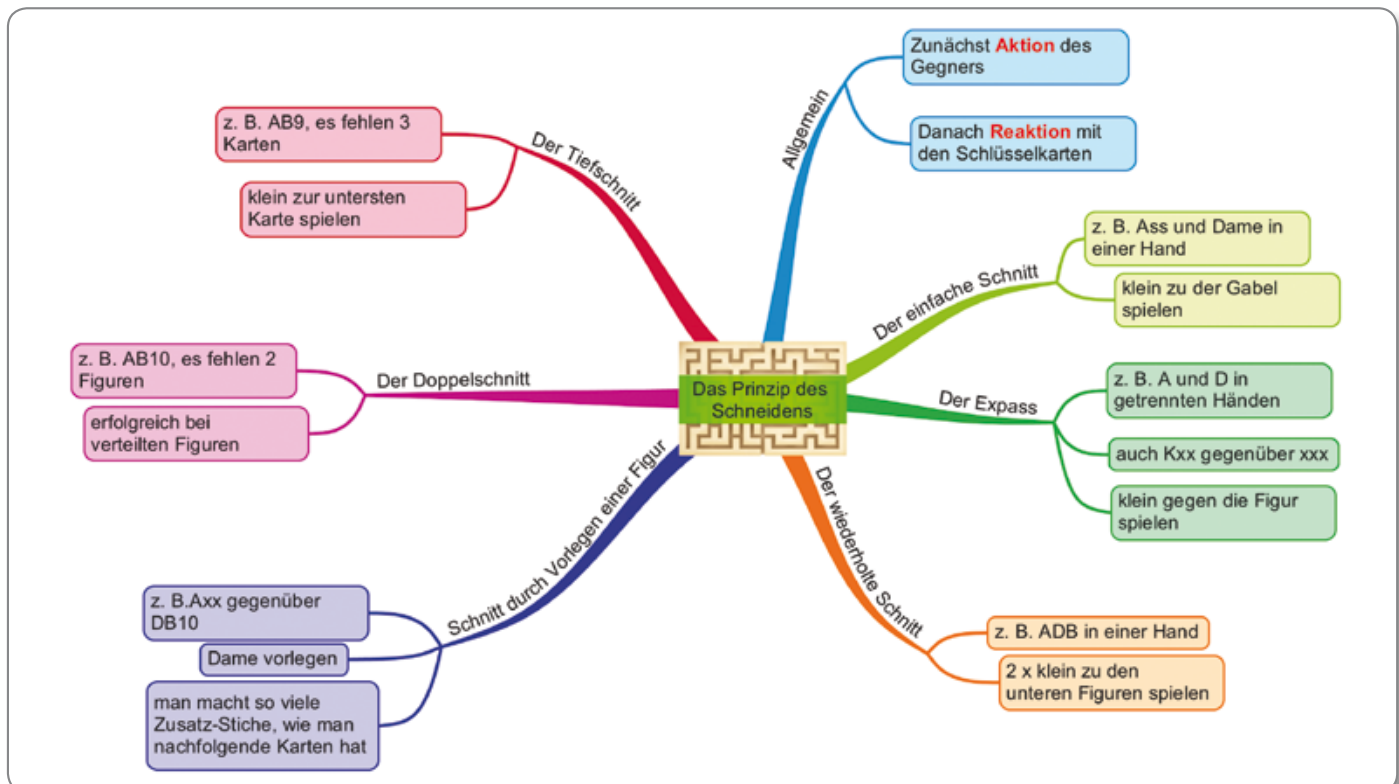 Das Prinzip des
Schneidens
Allgemein
Zunächst Aktion des
Gegners
Danach Reaktion mit
den Schlüsselkarten
Der einfache Schnitt
z. B. Ass und Dame in
einer Hand
klein zu der Gabel
spielen
Der Expass
z. B. A und D in
getrennten Händen
auch Kxx gegenüber xxx
klein gegen die Figur
spielen
Der wiederholte Schnitt
z. B. ADB in einer Hand
2 x klein zu den
unteren Figuren spielen
Schnitt durch Vorlegen einer Figur
z. B.Axx gegenüber
DB10
Dame vorlegen
man macht so viele
Zusatz-Stiche, wie man
nachfolgende Karten hat
Der Doppelschnitt
z. B. AB10, es fehlen 2
Figuren
erfolgreich bei
verteilten Figuren
Der Tiefschnitt
z. B. AB9, es fehlen 3
Karten
klein zur untersten
Karte spielen